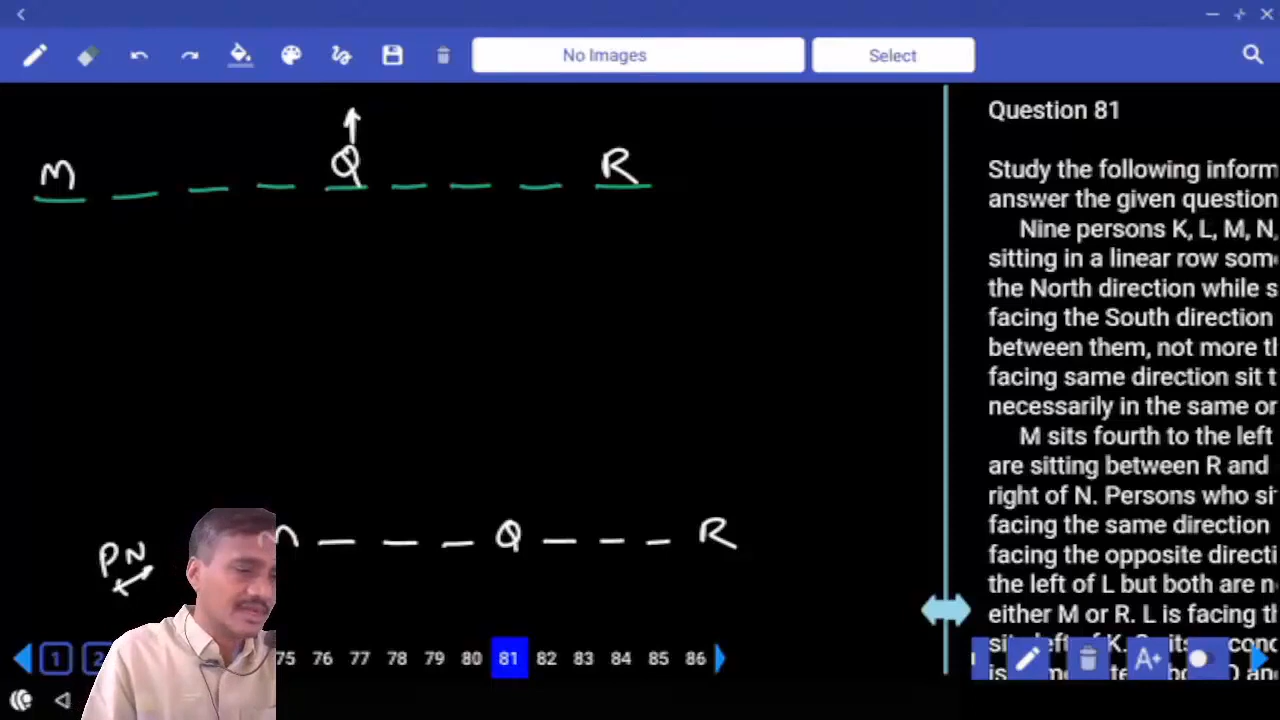 No Images
Select
M _ _ _ Q _ _ _ R
Question 81
Study the following inform
answer the given question
Nine persons K, L, M, N,
sitting in a linear row som
the North direction while s
facing the South direction
between them, not more th
facing same direction sit t
necessarily in the same or
M sits fourth to the left
are sitting between R and
right of N. Persons who si
facing the same direction
facing the opposite directi
the left of L but both are n
either M or R. L is facing th
_ _ _ Q _ _ _ R
PN
1 2 75 76 77 78 79 80 81 82 83 84 85 86
A+